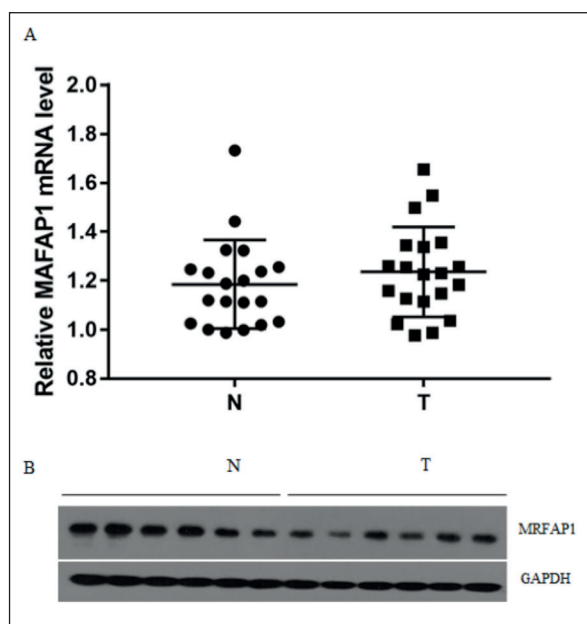 A
Relative MAFAP1 mRNA level
2.0
1.8
1.6
1.4
1.2
1.0
0.8
N
T
B
N
T
MRFAP1
GAPDH